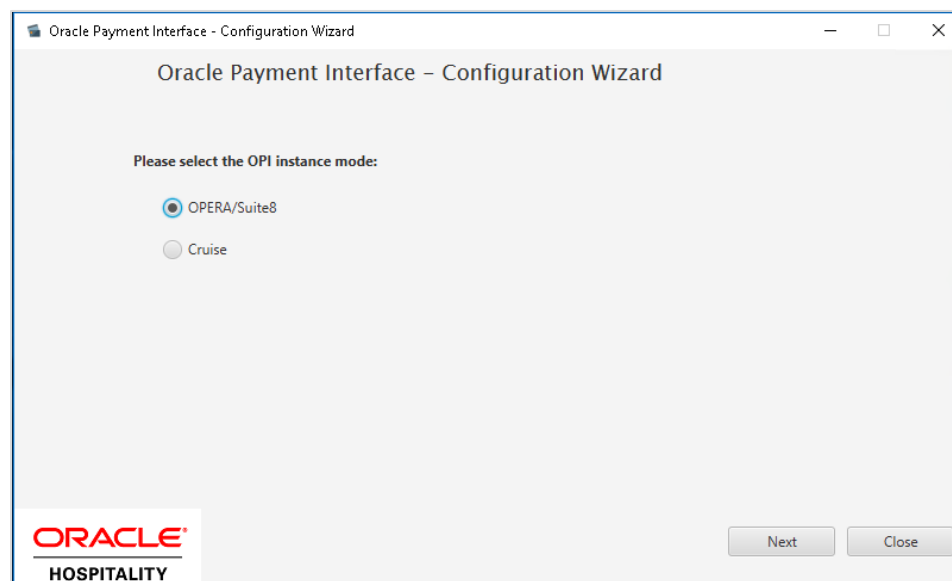 Oracle Payment Interface - Configuration Wizard
Oracle Payment Interface – Configuration Wizard
Please select the OPI instance mode:
OPERA/Suite8
Cruise
Next
Close
ORACLE®
HOSPITALITY